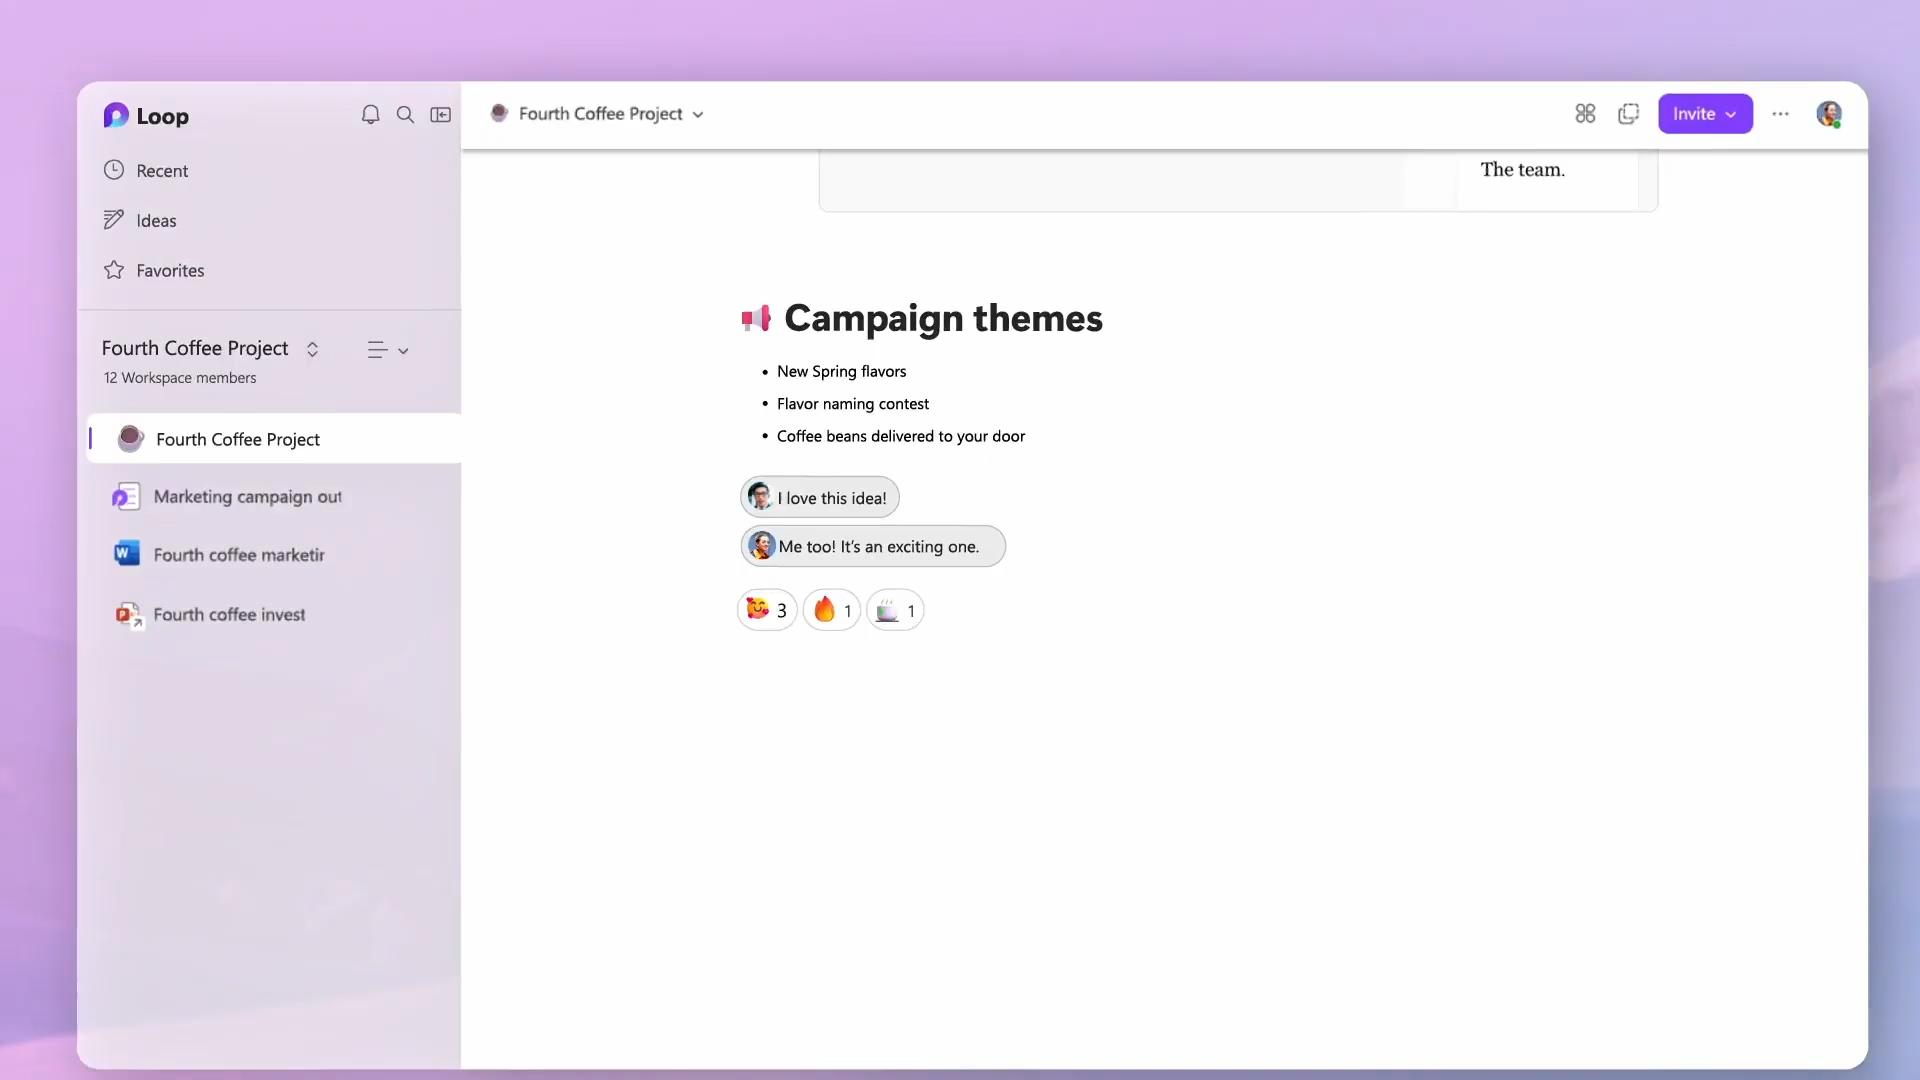 Loop
Recent
Ideas
Favorites
Fourth Coffee Project
12 Workspace members
Fourth Coffee Project
Marketing campaign out
Fourth coffee marketir
Fourth coffee invest
Fourth Coffee Project
Invite
The team.
Campaign themes
• New Spring flavors
• Flavor naming contest
• Coffee beans delivered to your door
I love this idea!
Me too! It's an exciting one.
3 1 1